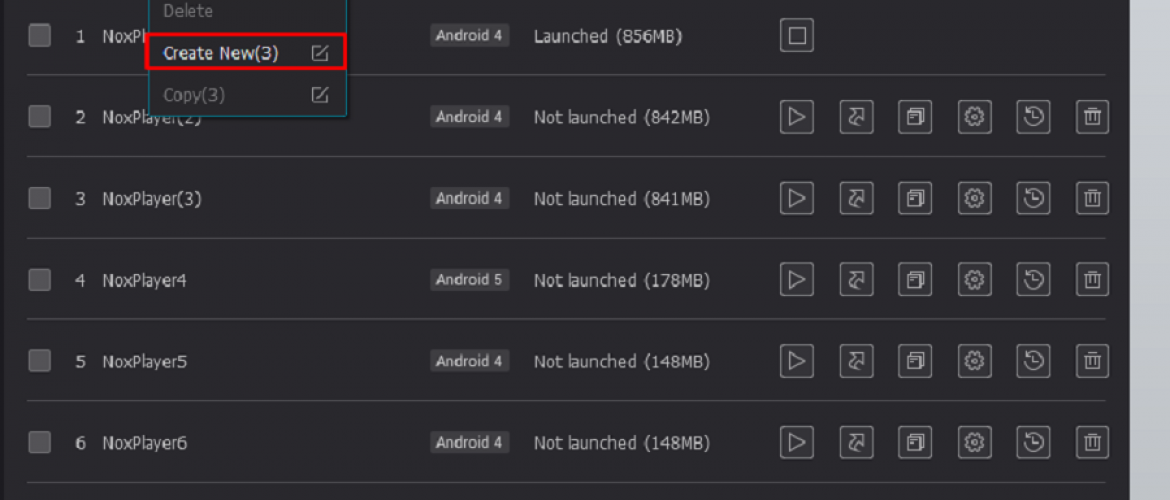 Delete
1 NoxPl Android 4 Launched (856MB)
Create New(3)
Copy(3)
2 NoxPlayer(2) Android 4 Not launched (842MB)
3 NoxPlayer(3) Android 4 Not launched (841MB)
4 NoxPlayer4 Android 5 Not launched (178MB)
5 NoxPlayer5 Android 4 Not launched (148MB)
6 NoxPlayer6 Android 4 Not launched (148MB)